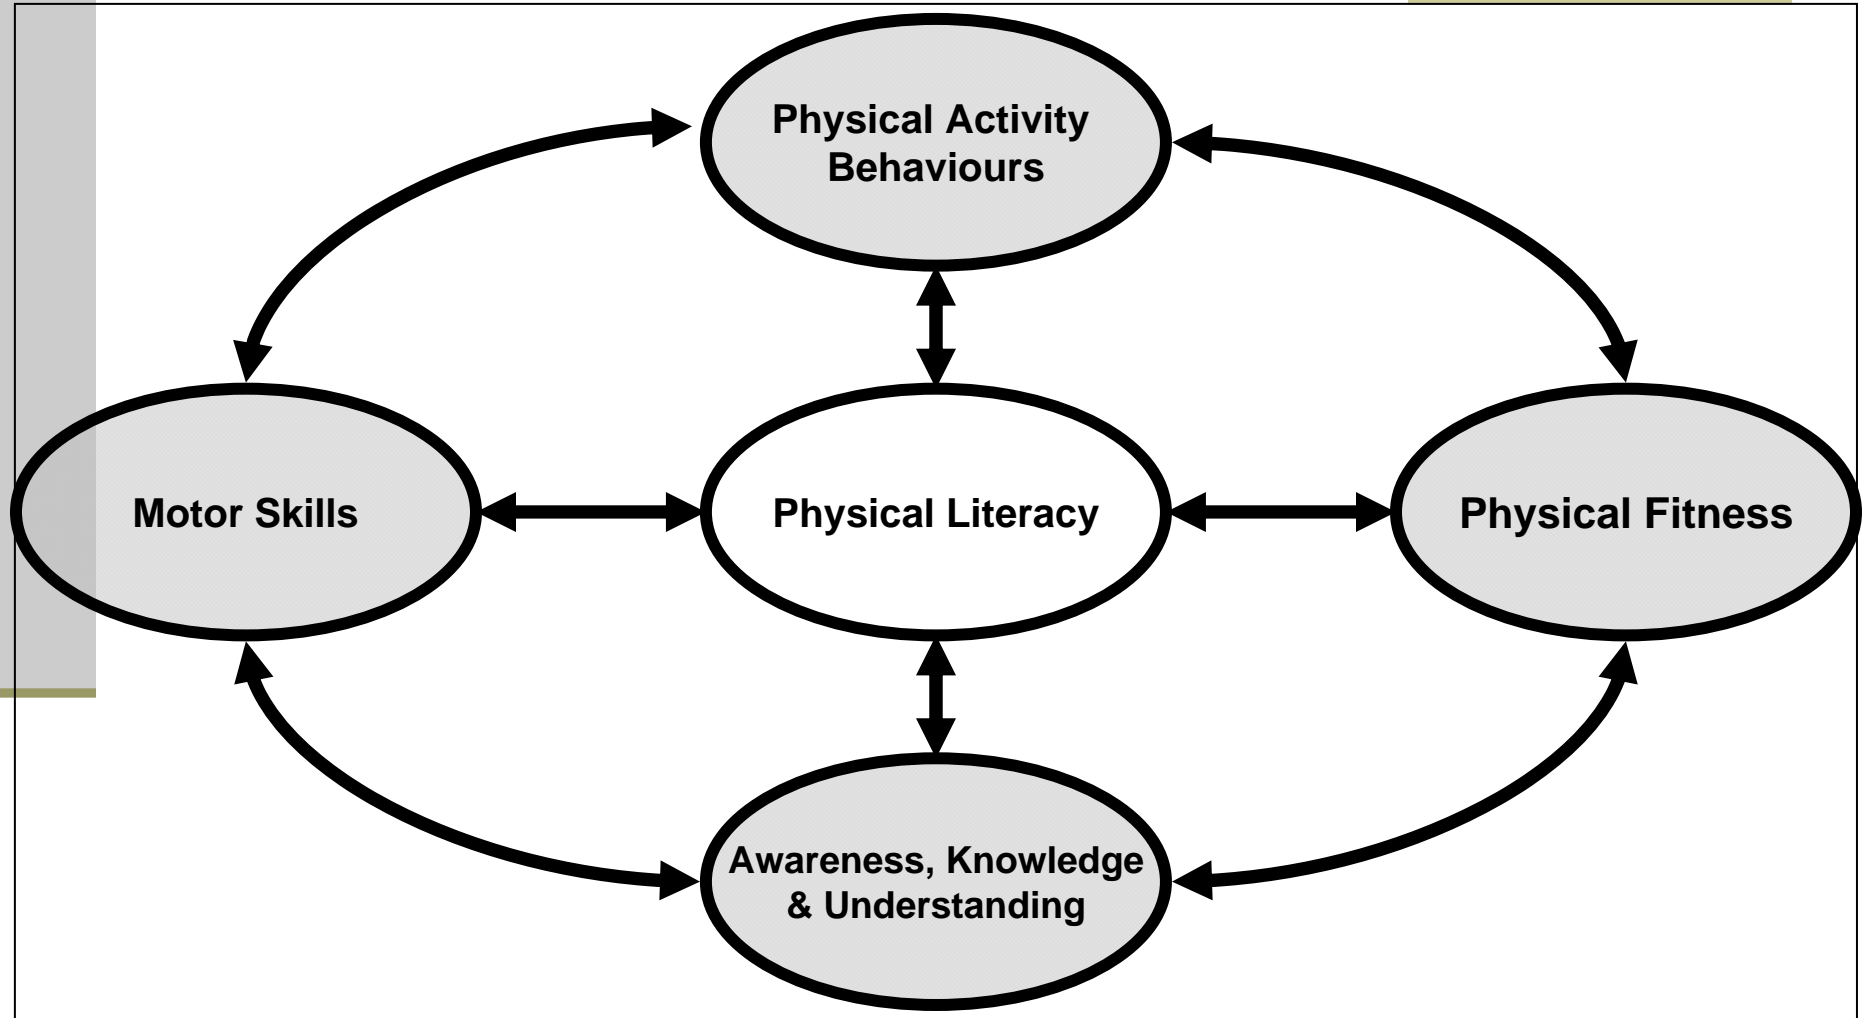 Physical Activity
Behaviours
Motor Skills
Physical Literacy
Physical Fitness
Awareness, Knowledge
& Understanding